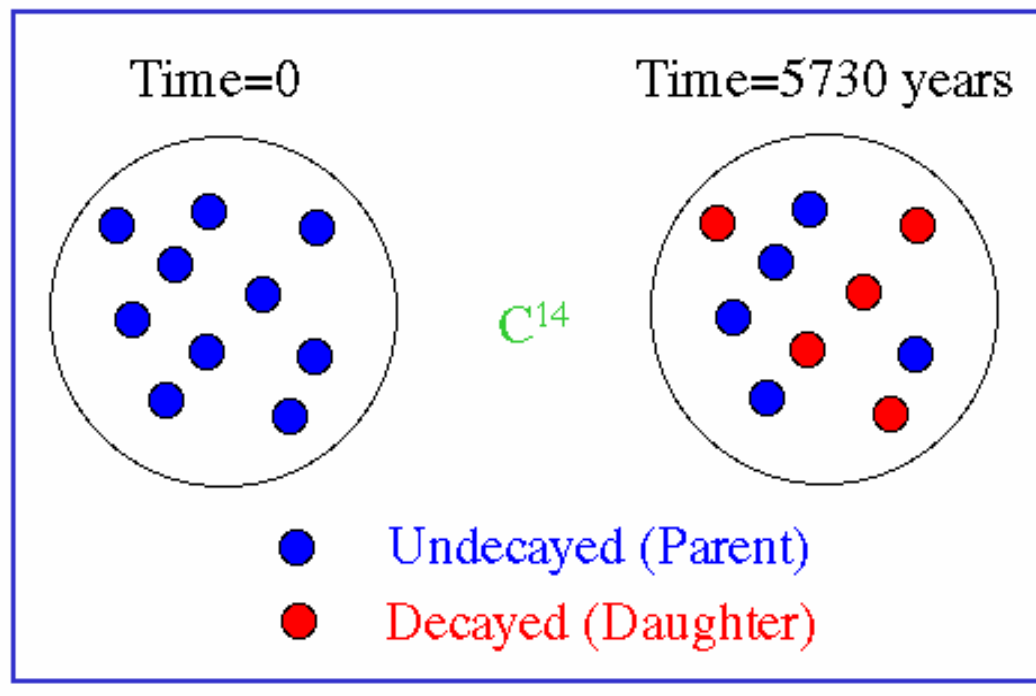 Time=0
Time=5730 years
C¹⁴
Undecayed (Parent)
Decayed (Daughter)